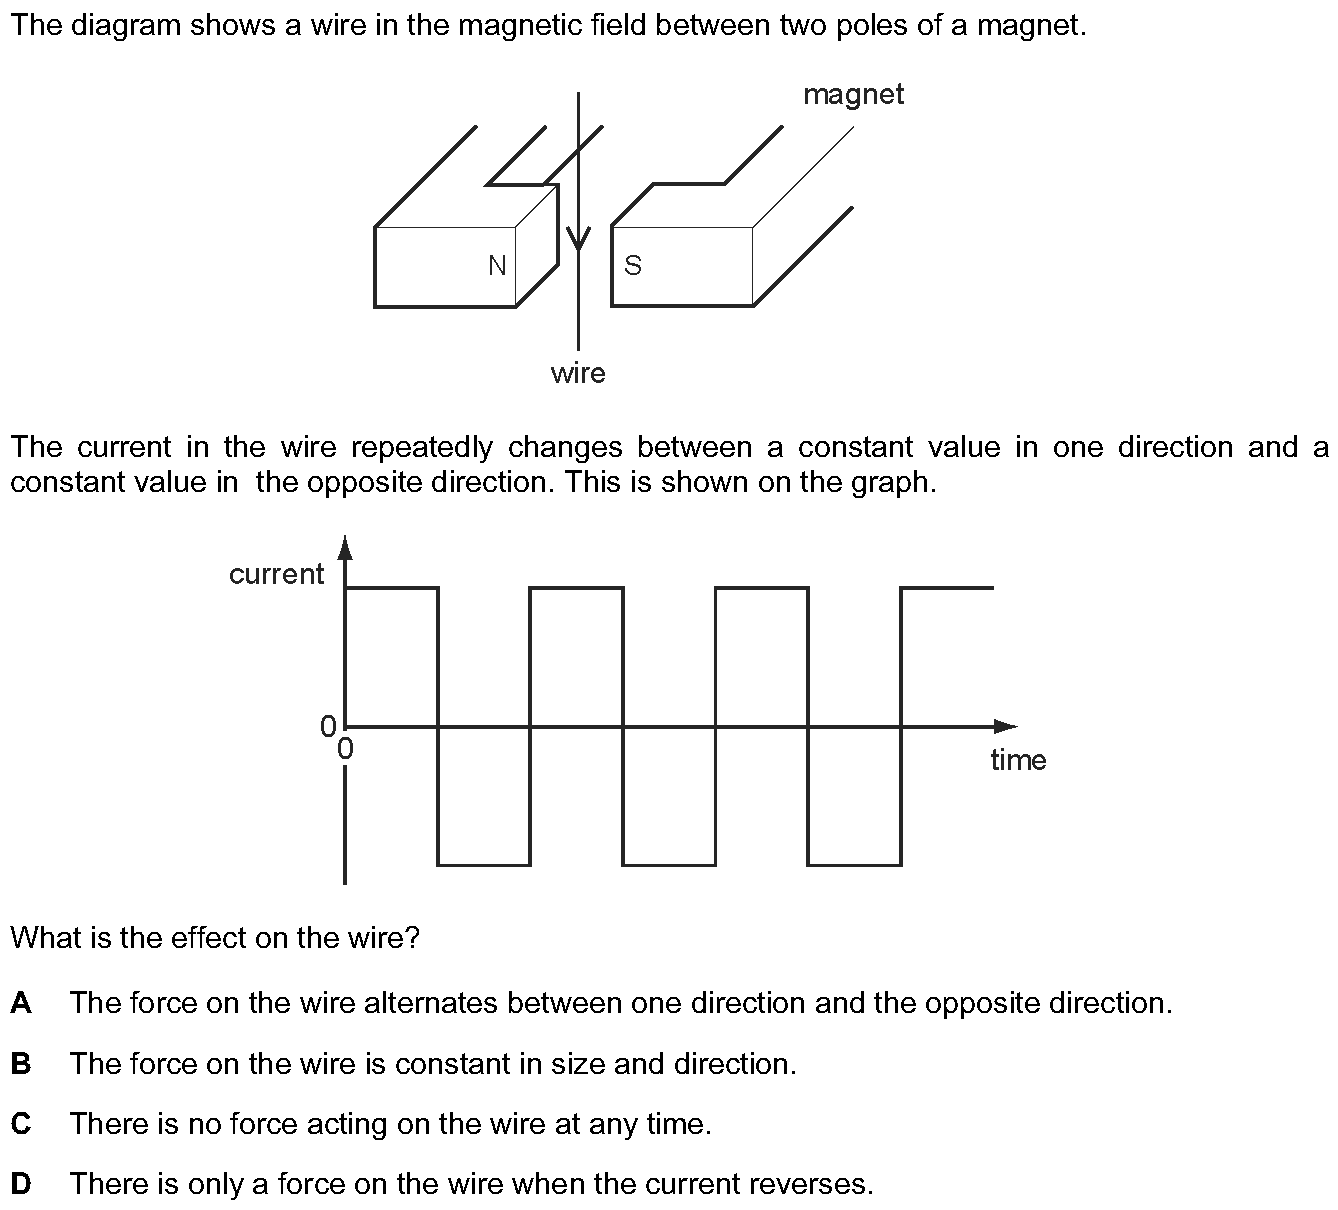 The diagram shows a wire in the magnetic field between two poles of a magnet.
magnet
N
S
wire
The current in the wire repeatedly changes between a constant value in one direction and a
constant value in the opposite direction. This is shown on the graph.
current
0
0
time
What is the effect on the wire?
A The force on the wire alternates between one direction and the opposite direction.
B The force on the wire is constant in size and direction.
C There is no force acting on the wire at any time.
D There is only a force on the wire when the current reverses.